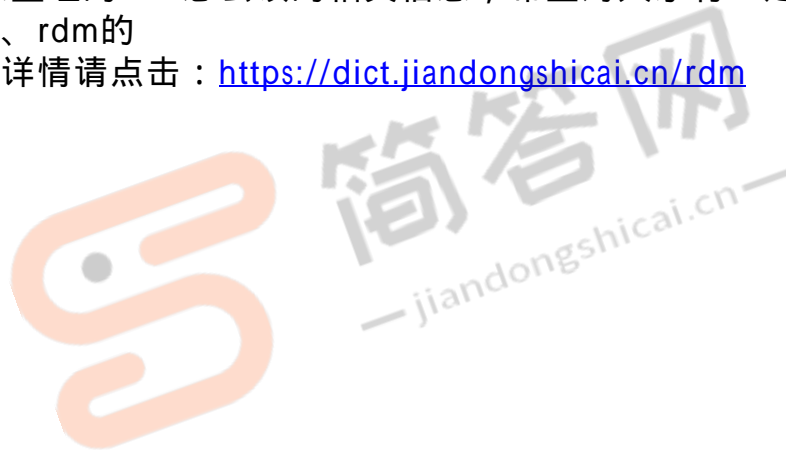 、rdm的
详情请点击：https://dict.jiandongshicai.cn/rdm
简答网
jiandongshicai.cn